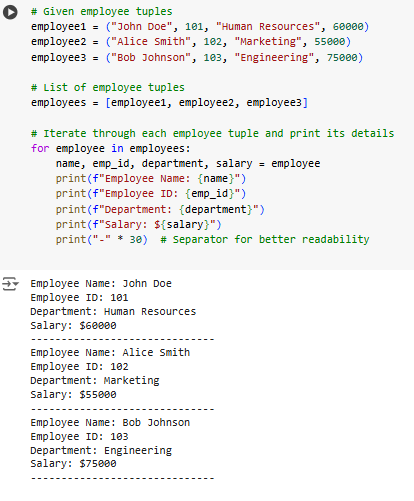 # Given employee tuples
employee1 = ("John Doe", 101, "Human Resources", 60000)
employee2 = ("Alice Smith", 102, "Marketing", 55000)
employee3 = ("Bob Johnson", 103, "Engineering", 75000)
# List of employee tuples
employees = [employee1, employee2, employee3]
# Iterate through each employee tuple and print its details
for employee in employees:
    name, emp_id, department, salary = employee
    print(f"Employee Name: {name}")
    print(f"Employee ID: {emp_id}")
    print(f"Department: {department}")
    print(f"Salary: ${salary}")
    print("-" * 30)  # Separator for better readability
Employee Name: John Doe
Employee ID: 101
Department: Human Resources
Salary: $60000
------------------------------
Employee Name: Alice Smith
Employee ID: 102
Department: Marketing
Salary: $55000
------------------------------
Employee Name: Bob Johnson
Employee ID: 103
Department: Engineering
Salary: $75000
------------------------------